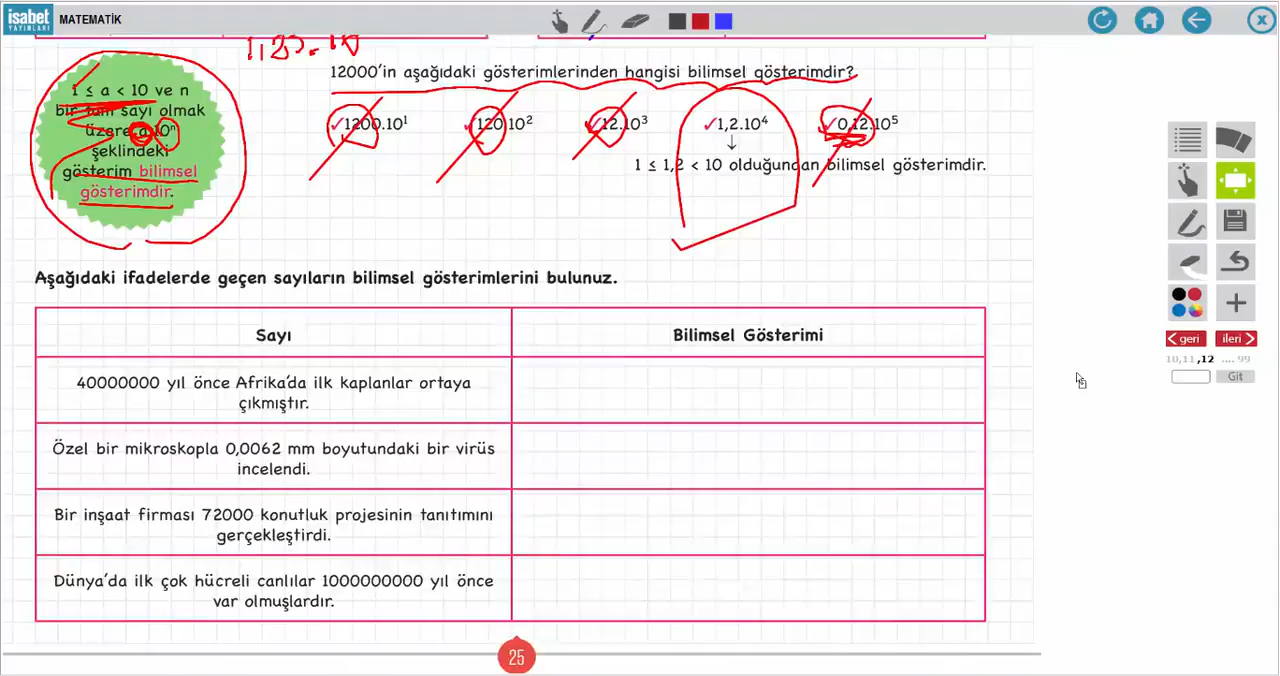 isabet
YAYINLARI
MATEMATİK
1,20.10
12000'in aşağıdaki gösterimlerinden hangisi bilimsel gösterimdir?
1 ≤ a < 10 ve n
bir tam sayı olmak
üzere a.10ⁿ
şeklindeki
gösterim bilimsel
gösterimdir.
✓1200.10¹ ✓120.10² ✓12.10³ ✓1,2.10⁴ ✓0,12.10⁵
↓
1 ≤ 1,2 < 10 olduğundan bilimsel gösterimdir.
Aşağıdaki ifadelerde geçen sayıların bilimsel gösterimlerini bulunuz.
Sayı
Bilimsel Gösterimi
40000000 yıl önce Afrika'da ilk kaplanlar ortaya
çıkmıştır.
Özel bir mikroskopla 0,0062 mm boyutundaki bir virüs
incelendi.
Bir inşaat firması 72000 konutluk projesinin tanıtımını
gerçekleştirdi.
Dünya'da ilk çok hücreli canlılar 1000000000 yıl önce
var olmuşlardır.
25
geri
ileri
10,11,12 .... 99
Git